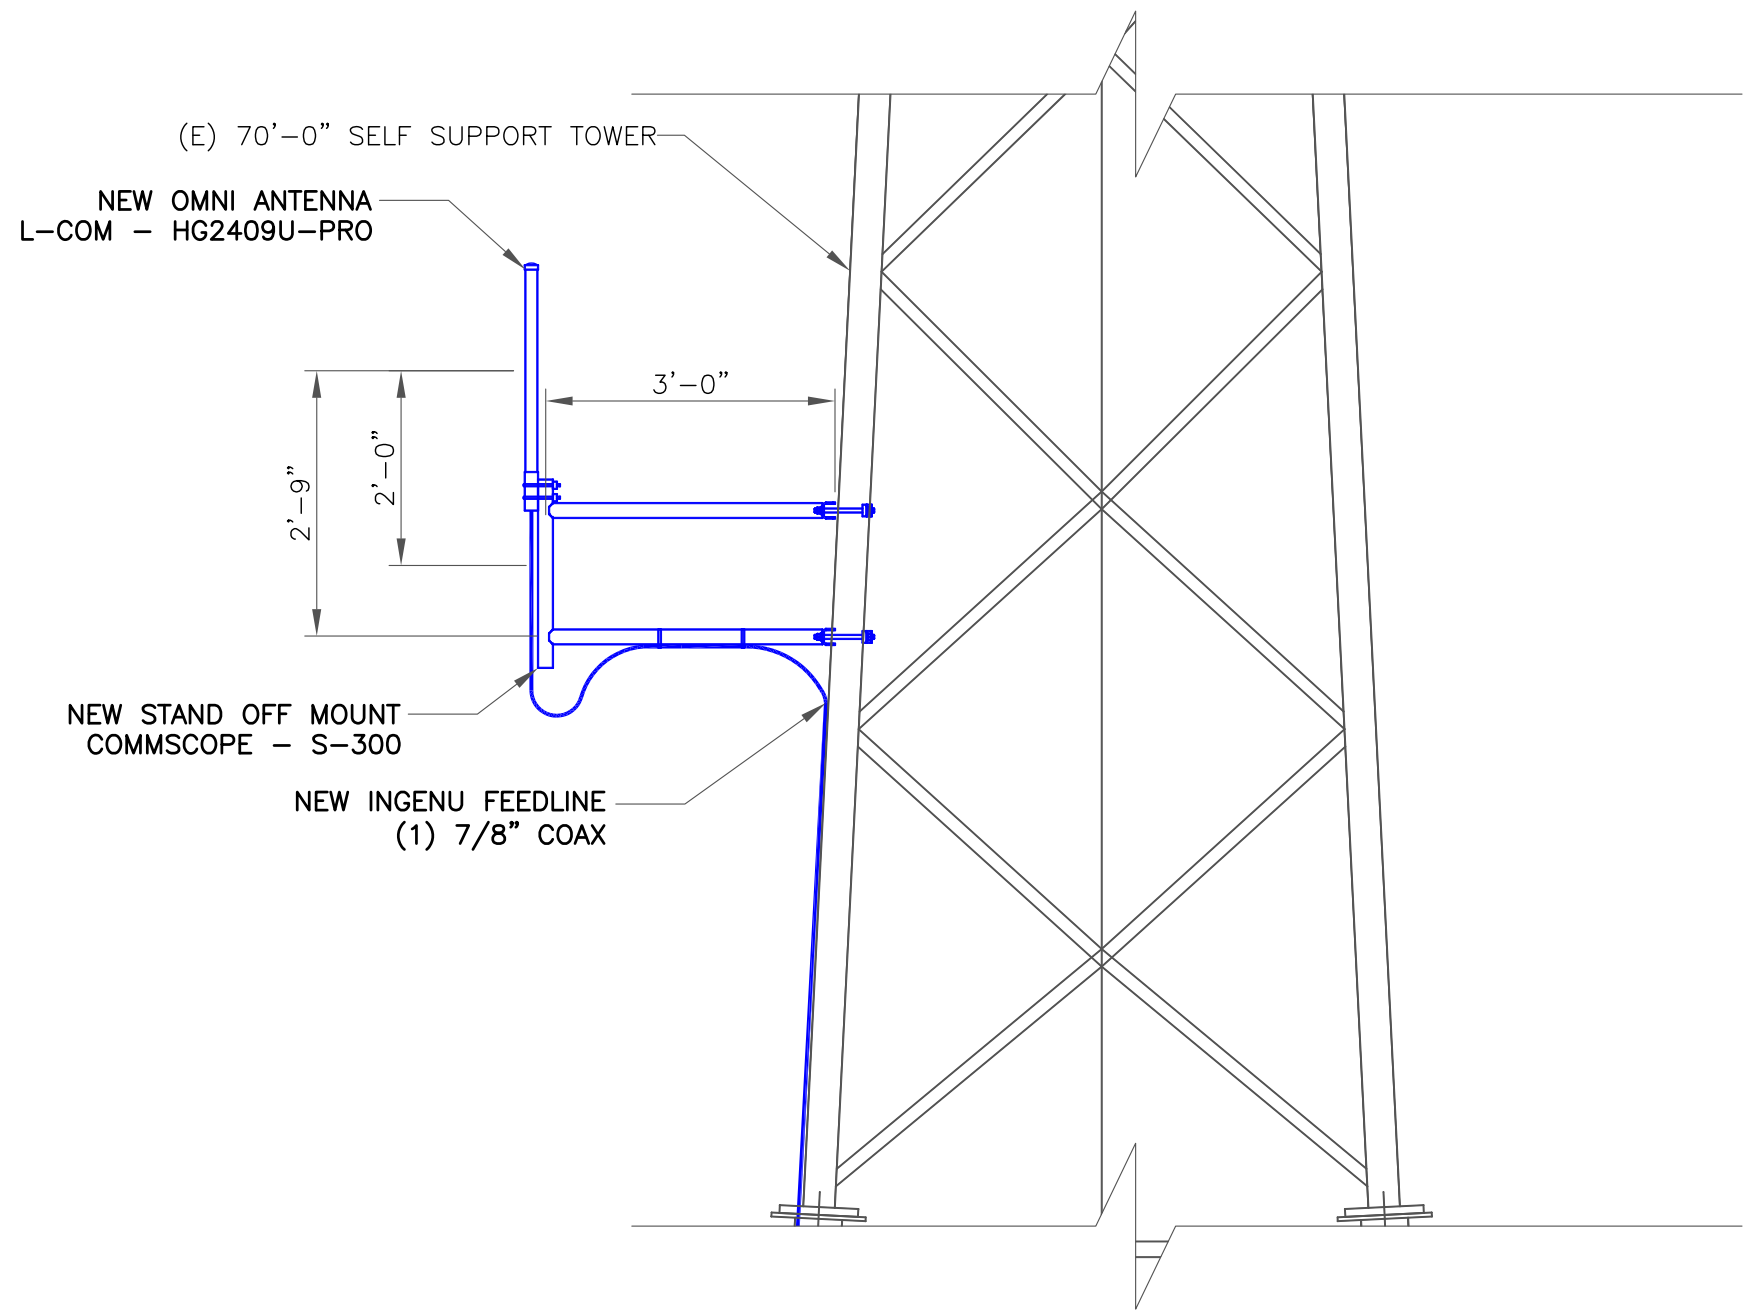 (E) 70'-0" SELF SUPPORT TOWER
NEW OMNI ANTENNA
L-COM - HG2409U-PRO
3'-0"
2'-0"
2'-9"
NEW STAND OFF MOUNT
COMMSCOPE - S-300
NEW INGENU FEEDLINE
(1) 7/8" COAX